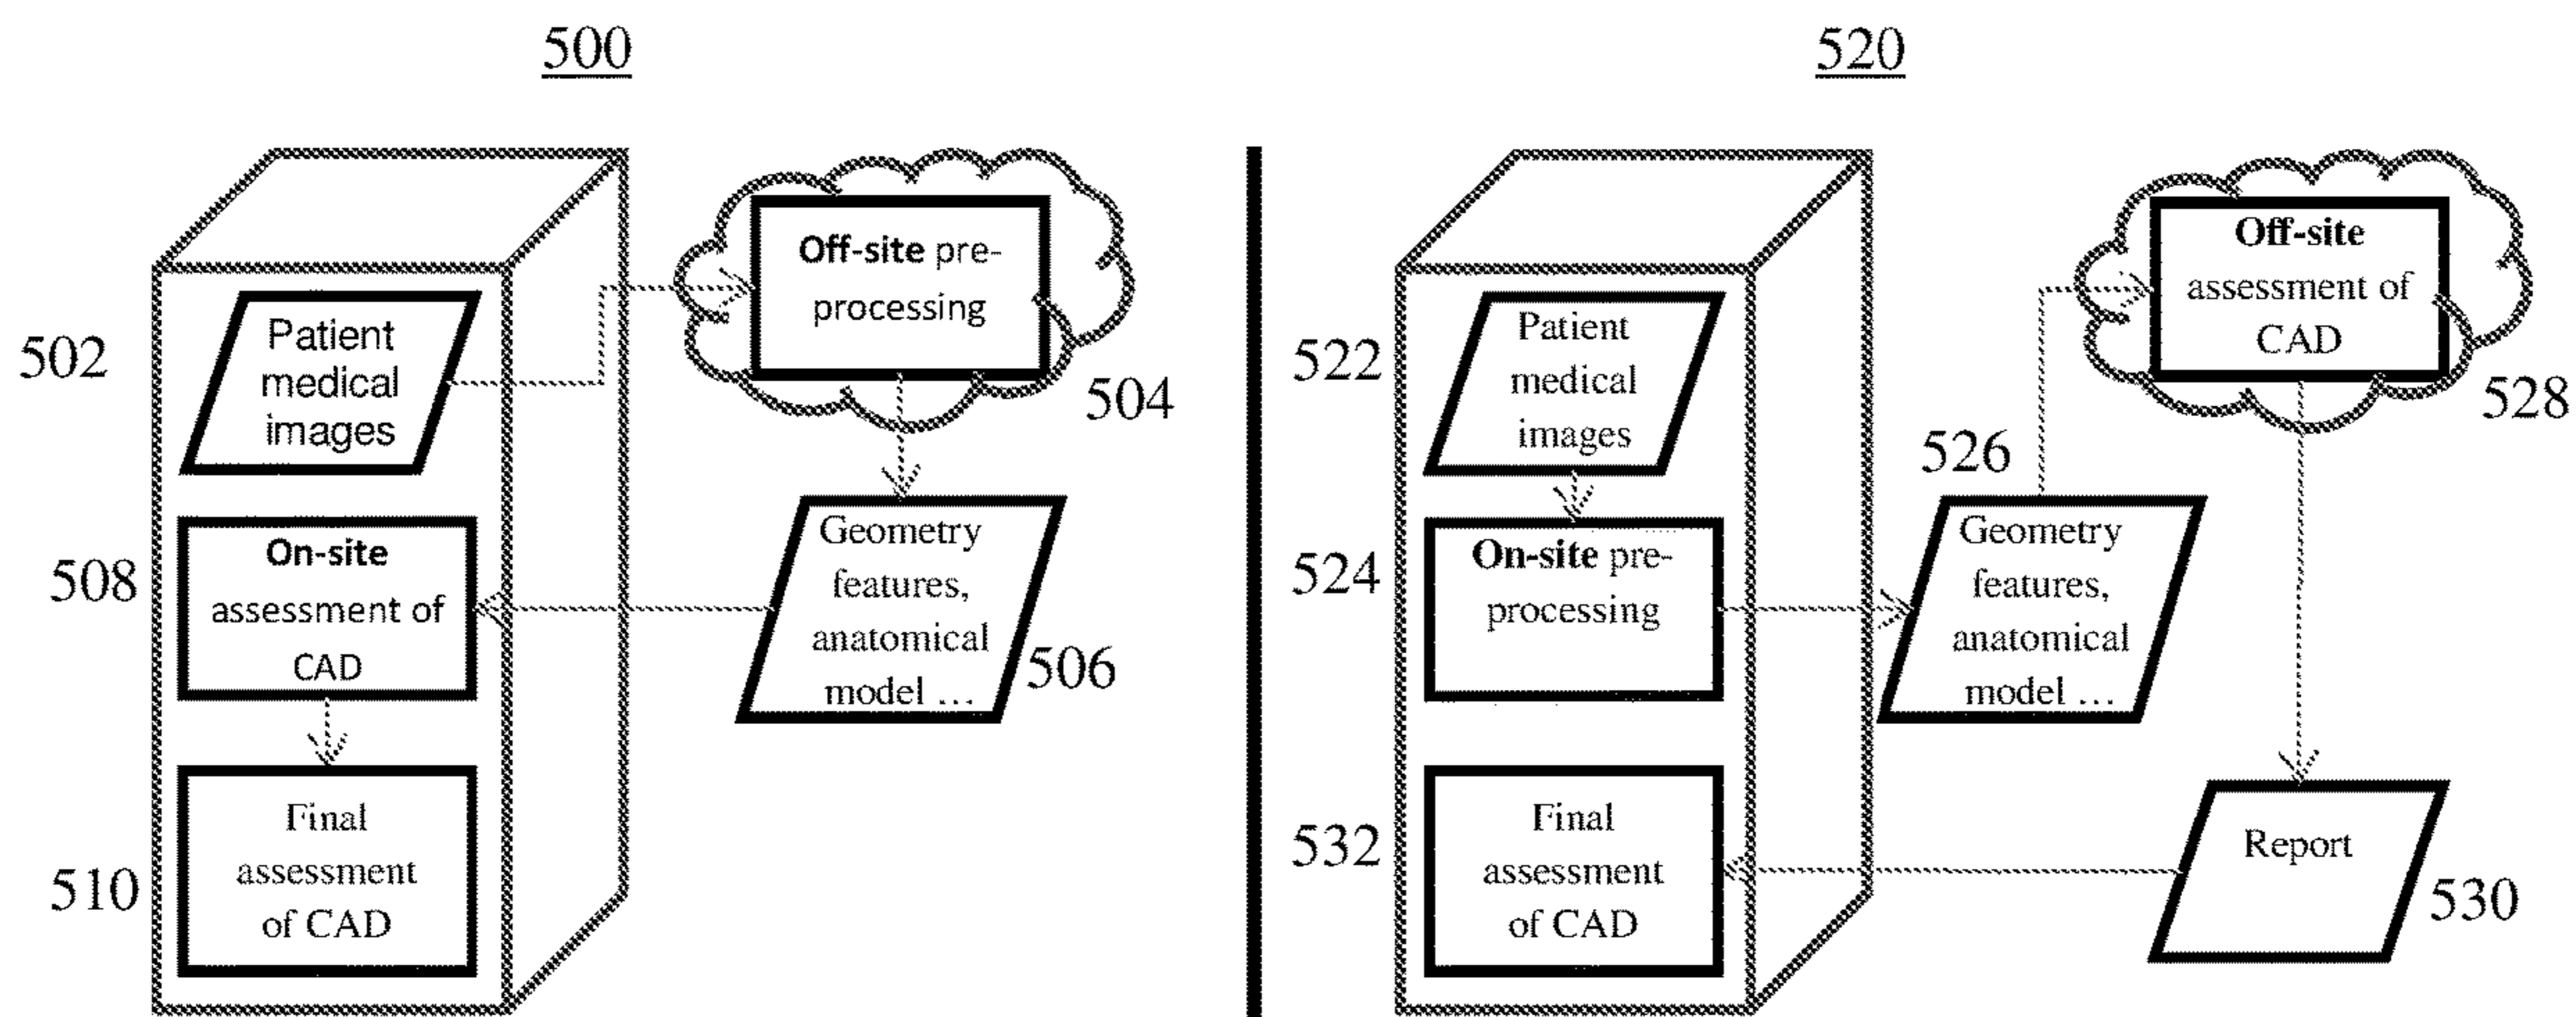 500
502
Patient
medical
images
Off-site pre-
processing
504
Geometry
features,
anatomical
model ...
506
508
On-site
assessment of
CAD
510
Final
assessment
of CAD
520
522
Patient
medical
images
524
On-site pre-
processing
526
Geometry
features,
anatomical
model ...
Off-site
assessment of
CAD
528
Report
530
532
Final
assessment
of CAD